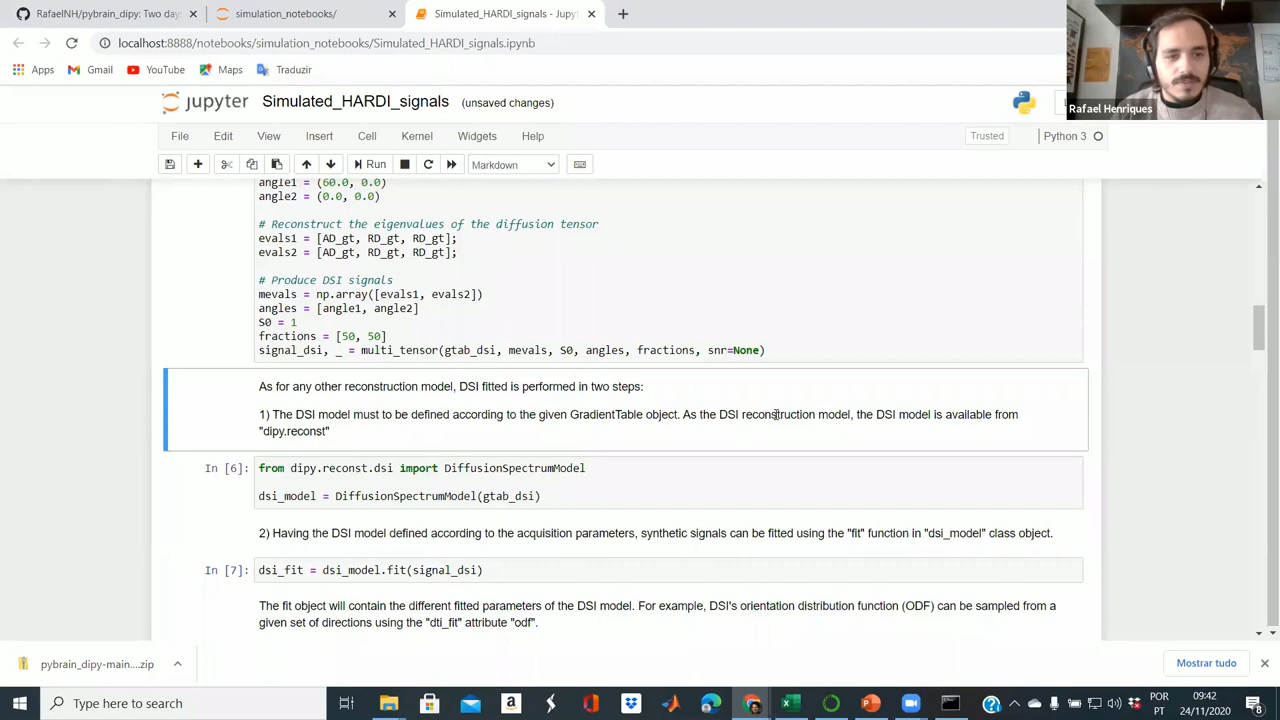 RafaelNH/pybrain_dipy: Two day
simulation_notebooks/
Simulated_HARDI_signals - Jupyt
localhost:8888/notebooks/simulation_notebooks/Simulated_HARDI_signals.ipynb
Apps
Gmail
YouTube
Maps
Traduzir
Rafael Henriques
jupyter
Simulated_HARDI_signals
(unsaved changes)
File
Edit
View
Insert
Cell
Kernel
Widgets
Help
Trusted
Python 3
Run
Markdown
angle1 = (60.0, 0.0)
angle2 = (0.0, 0.0)
# Reconstruct the eigenvalues of the diffusion tensor
evals1 = [AD_gt, RD_gt, RD_gt];
evals2 = [AD_gt, RD_gt, RD_gt];
# Produce DSI signals
mevals = np.array([evals1, evals2])
angles = [angle1, angle2]
S0 = 1
fractions = [50, 50]
signal_dsi, _ = multi_tensor(gtab_dsi, mevals, S0, angles, fractions, snr=None)
As for any other reconstruction model, DSI fitted is performed in two steps:
1) The DSI model must to be defined according to the given GradientTable object. As the DSI reconstruction model, the DSI model is available from
"dipy.reconst"
In [6]:
from dipy.reconst.dsi import DiffusionSpectrumModel
dsi_model = DiffusionSpectrumModel(gtab_dsi)
2) Having the DSI model defined according to the acquisition parameters, synthetic signals can be fitted using the "fit" function in "dsi_model" class object.
In [7]:
dsi_fit = dsi_model.fit(signal_dsi)
The fit object will contain the different fitted parameters of the DSI model. For example, DSI's orientation distribution function (ODF) can be sampled from a
given set of directions using the "dti_fit" attribute "odf".
pybrain_dipy-main....zip
Mostrar tudo
Type here to search
POR
PT
09:42
24/11/2020
8